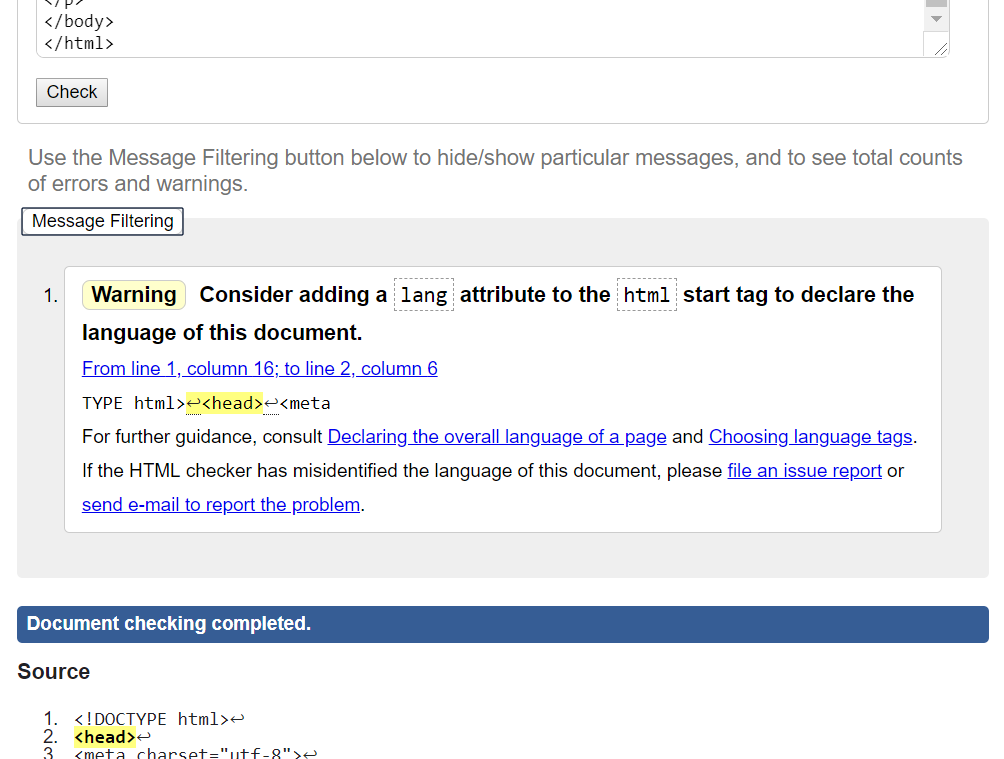 </p>
</body>
</html>
Check
Use the Message Filtering button below to hide/show particular messages, and to see total counts
of errors and warnings.
Message Filtering
1. Warning Consider adding a lang attribute to the html start tag to declare the
language of this document.
From line 1, column 16; to line 2, column 6
TYPE html>↩<head>↩<meta
For further guidance, consult Declaring the overall language of a page and Choosing language tags.
If the HTML checker has misidentified the language of this document, please file an issue report or
send e-mail to report the problem.
Document checking completed.
Source
1. <!DOCTYPE html>↩
2. <head>↩
3. <meta charset="utf-8">↩